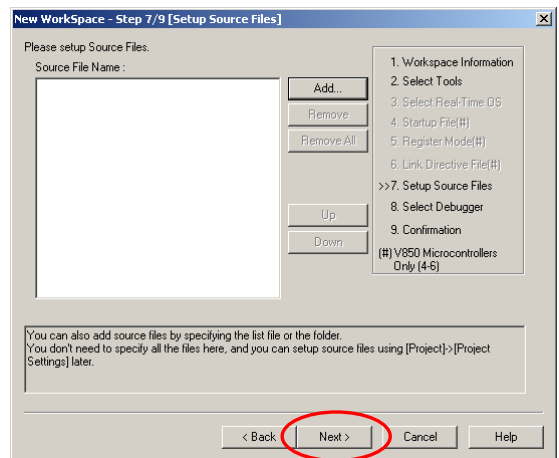 New WorkSpace - Step 7/9 [Setup Source Files]
Please setup Source Files.
Source File Name :
Add...
Remove
Remove All
Up
Down
1. Workspace Information
2. Select Tools
3. Select Real-Time OS
4. Startup File(#)
5. Register Mode(#)
6. Link Directive File(#)
>>7. Setup Source Files
8. Select Debugger
9. Confirmation
(#) V850 Microcontrollers
Only (4-6)
You can also add source files by specifying the list file or the folder.
You don't need to specify all the files here, and you can setup source files using [Project]->[Project
Settings] later.
< Back
Next >
Cancel
Help